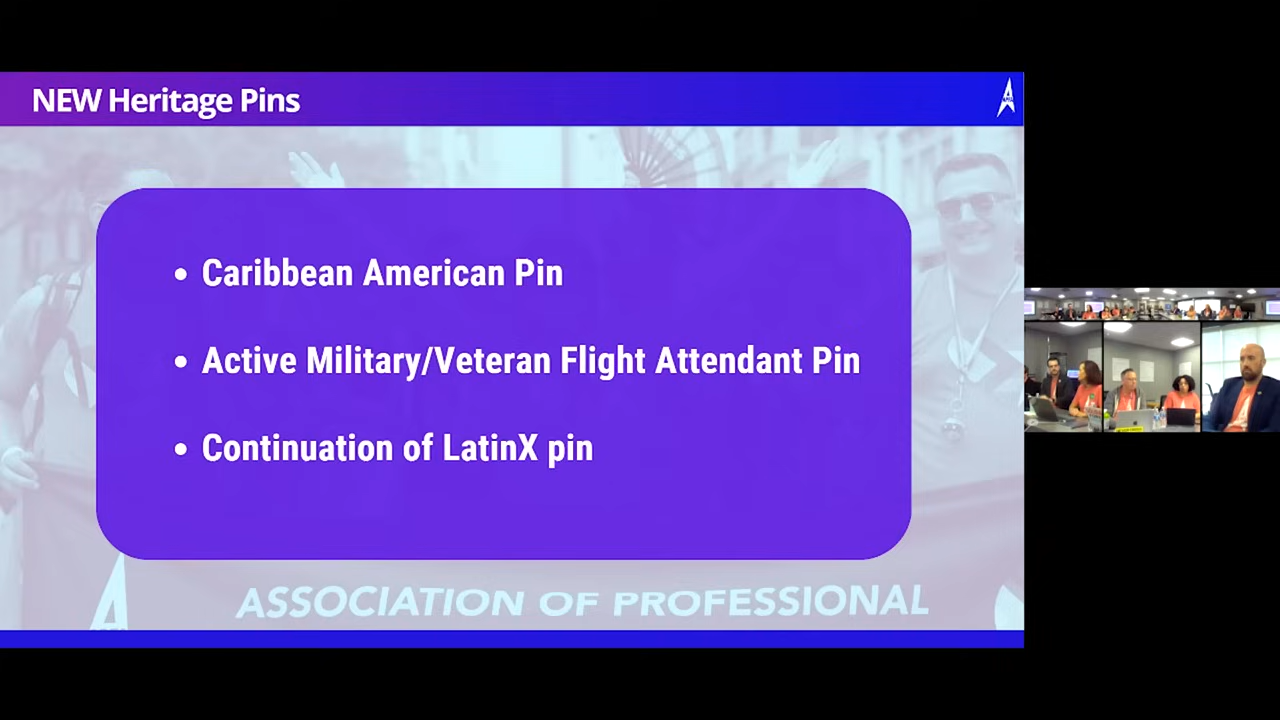 NEW Heritage Pins
• Caribbean American Pin
• Active Military/Veteran Flight Attendant Pin
• Continuation of LatinX pin
ASSOCIATION OF PROFESSIONAL